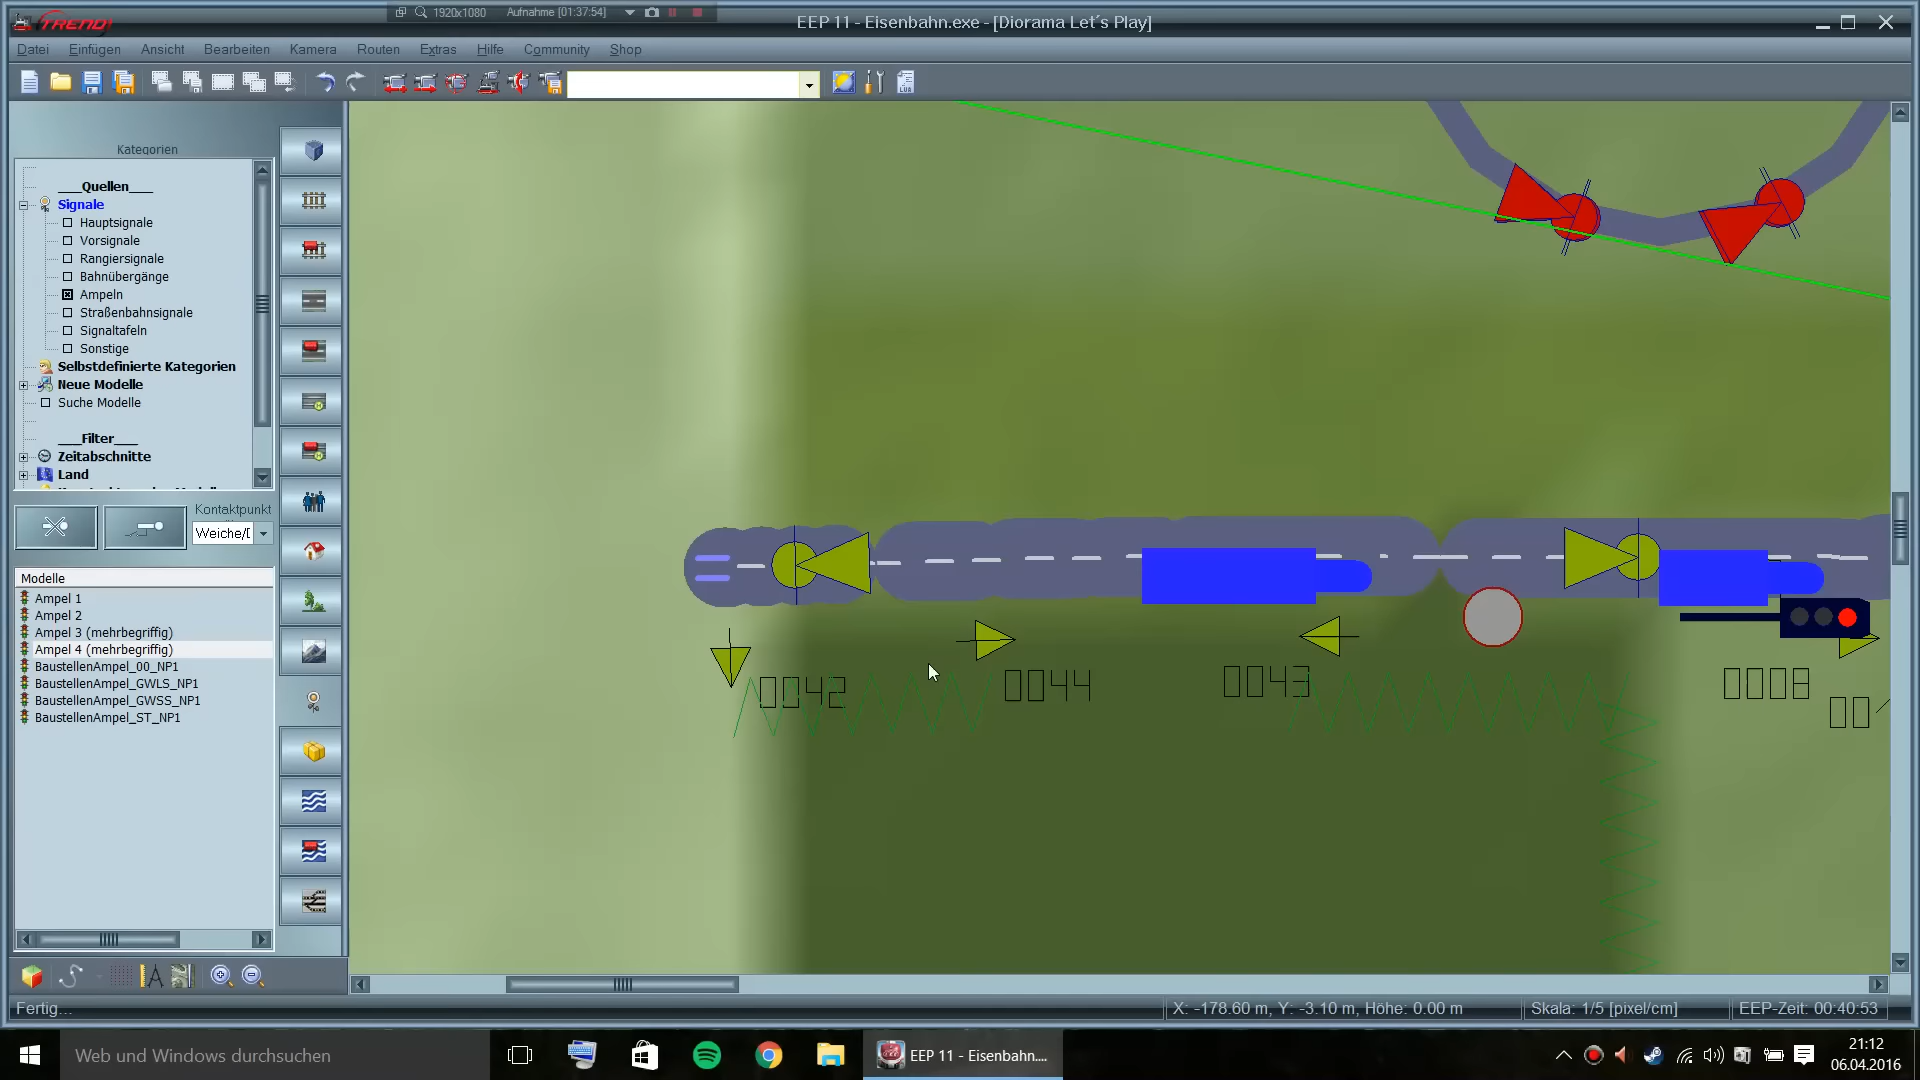 1920x1080
Aufnahme (01:37:54)
TREND
EEP 11 - Eisenbahn.exe - [Diorama Let´s Play]
Datei
Einfügen
Ansicht
Bearbeiten
Kamera
Routen
Extras
Hilfe
Community
Shop
Kategorien
___Quellen___
Signale
Hauptsignale
Vorsignale
Rangiersignale
Bahnübergänge
Ampeln
Straßenbahnsignale
Signaltafeln
Sonstige
Selbstdefinierte Kategorien
Neue Modelle
Suche Modelle
___Filter___
Zeitabschnitte
Land
Kontaktpunkt
Weiche/D
Modelle
Ampel 1
Ampel 2
Ampel 3 (mehrbegriffig)
Ampel 4 (mehrbegriffig)
BaustellenAmpel_00_NP1
BaustellenAmpel_GWLS_NP1
BaustellenAmpel_GWSS_NP1
BaustellenAmpel_ST_NP1
0042
0044
0043
0008
Fertig...
X: -178.60 m, Y: -3.10 m, Höhe: 0.00 m
Skala: 1/5 [pixel/cm]
EEP-Zeit: 00:40:53
Web und Windows durchsuchen
EEP 11 - Eisenbahn....
21:12
06.04.2016